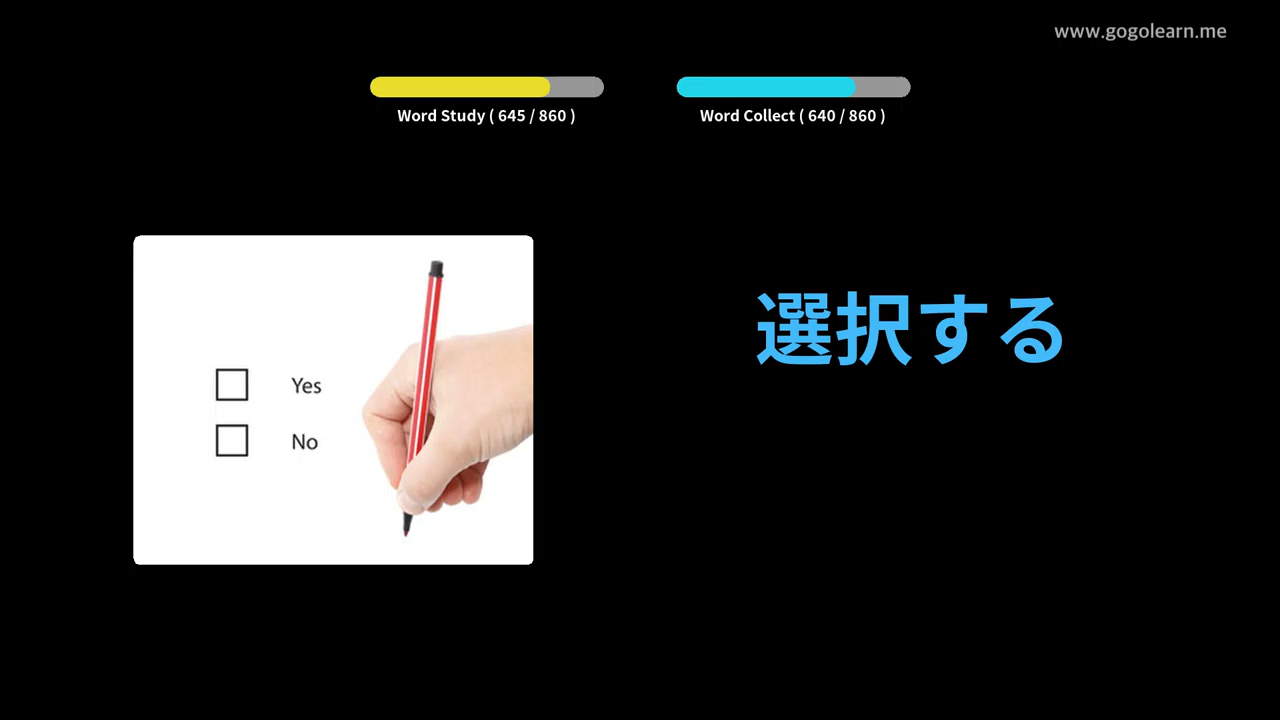 www.gogolearn.me
Word Study ( 645 / 860 )
Word Collect ( 640 / 860 )
選択する
Yes
No